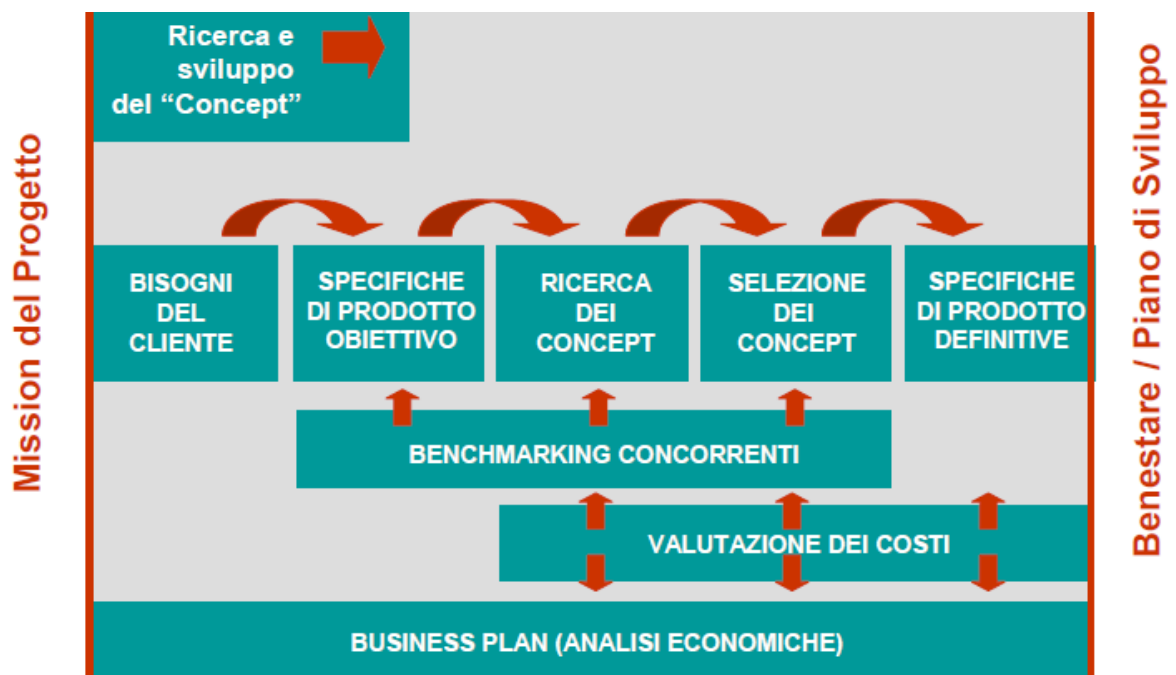 Mission del Progetto
Ricerca e
sviluppo
del “Concept”
BISOGNI
DEL
CLIENTE
SPECIFICHE
DI PRODOTTO
OBIETTIVO
RICERCA
DEI
CONCEPT
SELEZIONE
DEI
CONCEPT
SPECIFICHE
DI PRODOTTO
DEFINITIVE
BENCHMARKING CONCORRENTI
VALUTAZIONE DEI COSTI
BUSINESS PLAN (ANALISI ECONOMICHE)
Benestare / Piano di Sviluppo